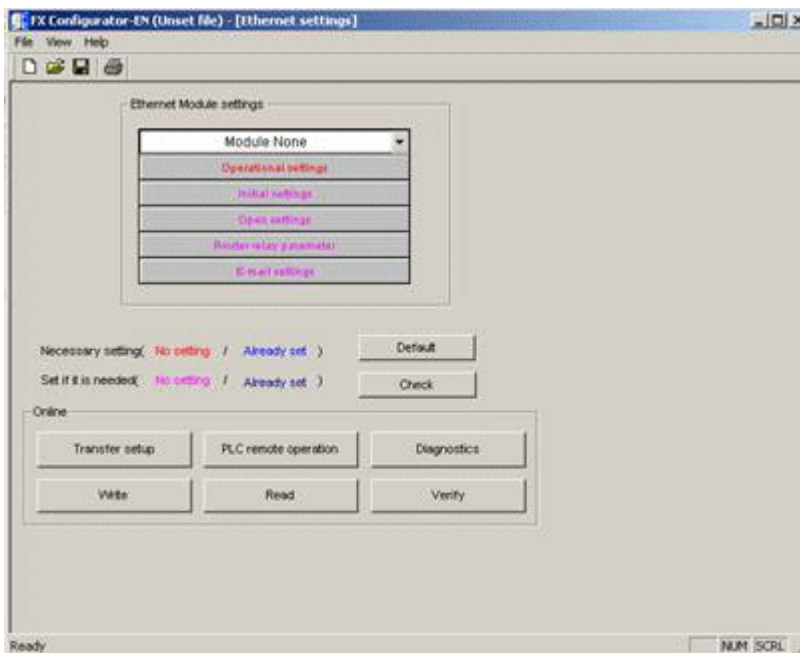 FX Configurator-EN (Unset file) - [Ethernet settings]
File View Help
Ethernet Module settings
Module None
Operational settings
Initial settings
Open settings
Router relay parameter
E-mail settings
Necessary setting( No setting / Already set )
Default
Set if it is needed( No setting / Already set )
Check
Online
Transfer setup
PLC remote operation
Diagnostics
Write
Read
Verify
Ready
NUM
SCRL